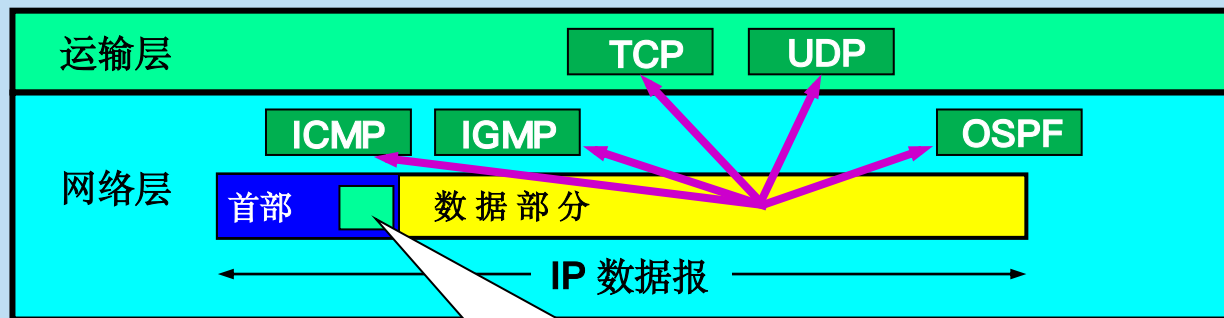 运输层
TCP
UDP
ICMP
IGMP
OSPF
网络层
首部
数 据 部 分
IP 数据报